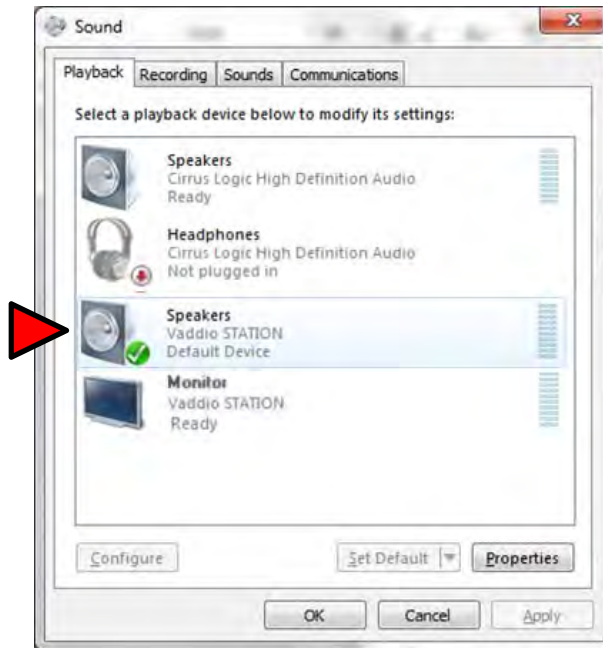 Sound
Playback Recording Sounds Communications
Select a playback device below to modify its settings:
Speakers
Cirrus Logic High Definition Audio
Ready
Headphones
Cirrus Logic High Definition Audio
Not plugged in
Speakers
Vaddio STATION
Default Device
Monitor
Vaddio STATION
Ready
Configure Set Default Properties
OK Cancel Apply